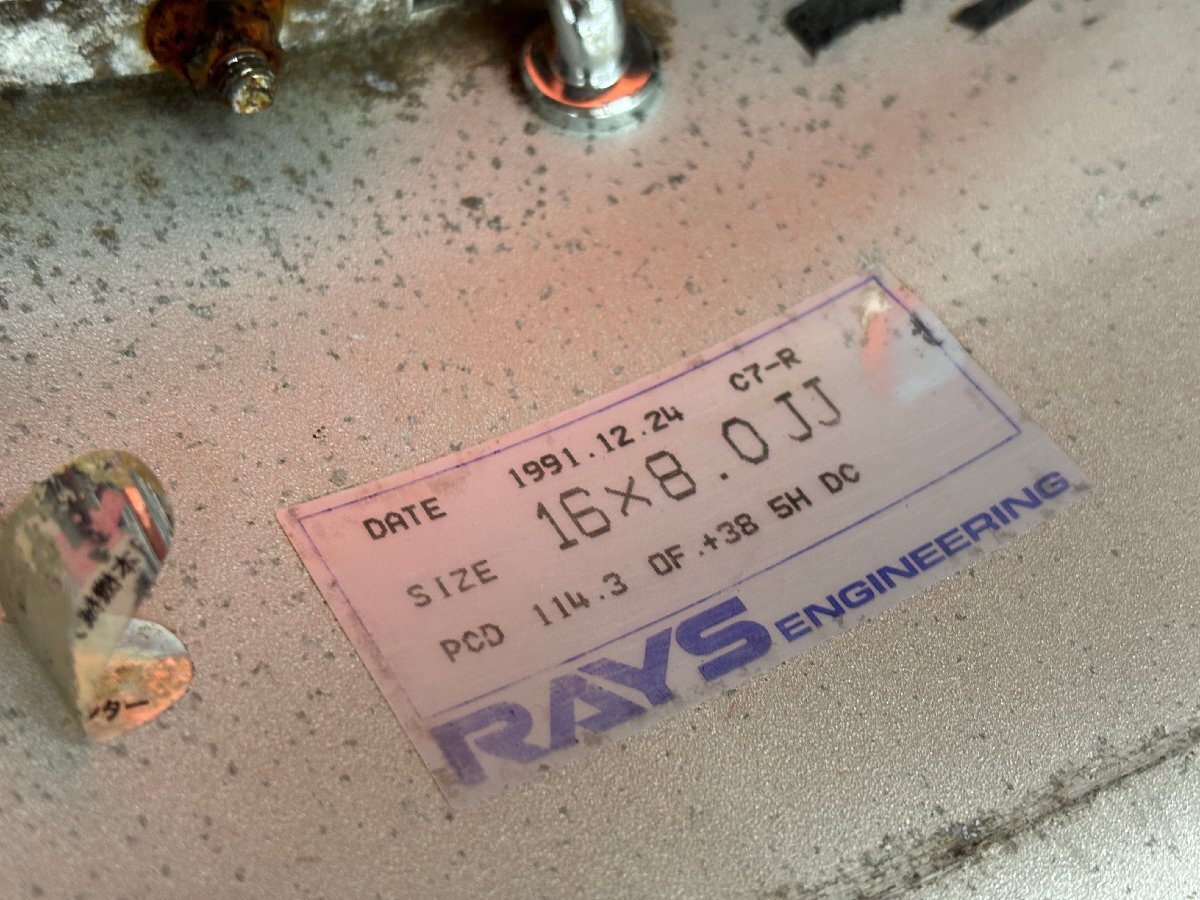 DATE 1991.12.24 C7-R
SIZE 16×8.0JJ
PCD 114.3 OF.+38 5H DC
RAYS ENGINEERING
ター